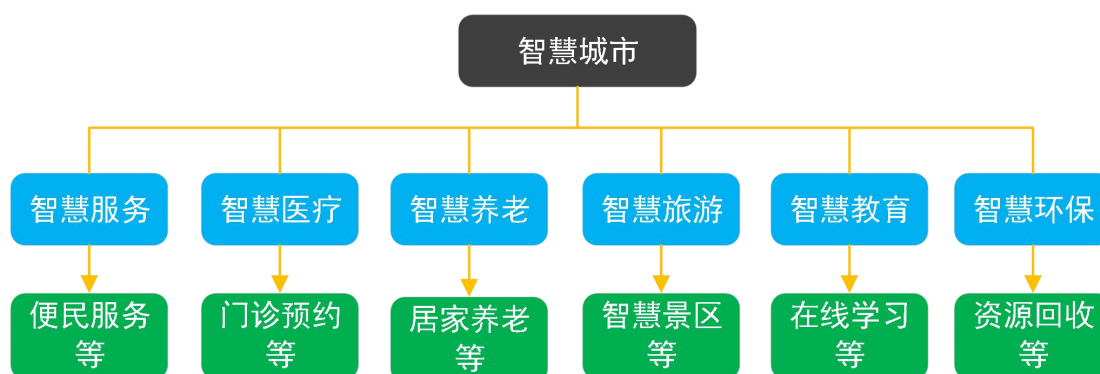 智慧城市
智慧服务
智慧医疗
智慧养老
智慧旅游
智慧教育
智慧环保
便民服务
等
门诊预约
等
居家养老
等
智慧景区
等
在线学习
等
资源回收
等